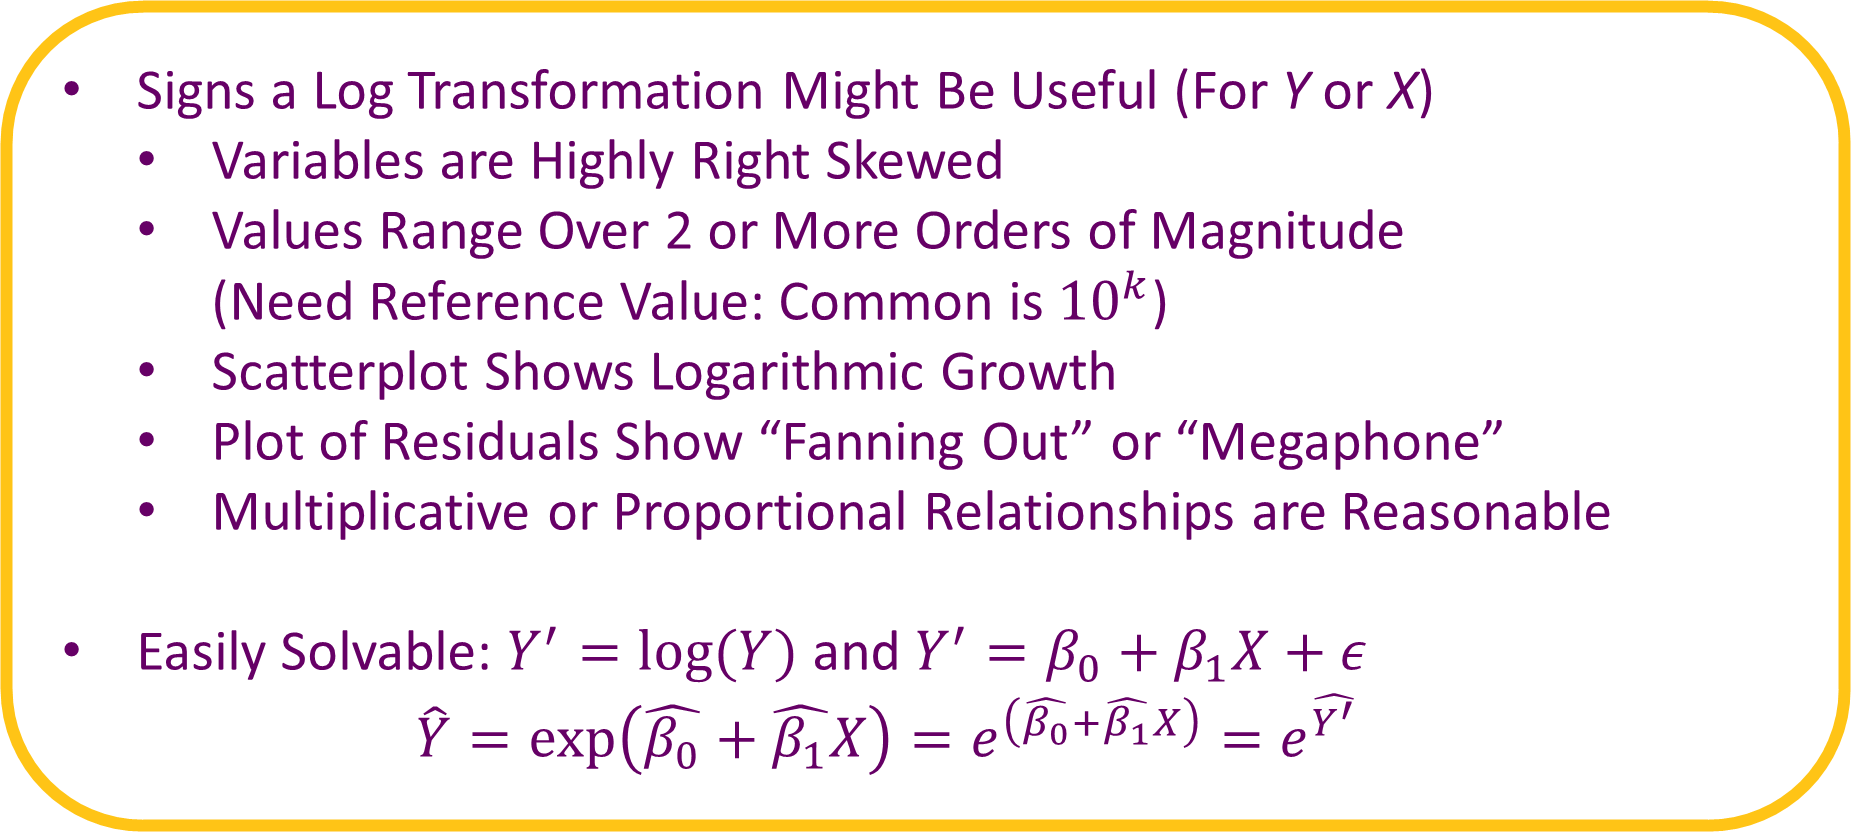 • Signs a Log Transformation Might Be Useful (For Y or X)
• Variables are Highly Right Skewed
• Values Range Over 2 or More Orders of Magnitude
(Need Reference Value: Common is 10^k)
• Scatterplot Shows Logarithmic Growth
• Plot of Residuals Show “Fanning Out” or “Megaphone”
• Multiplicative or Proportional Relationships are Reasonable
• Easily Solvable: Y′ = log(Y) and Y′ = β₀ + β₁X + ϵ
Ŷ = exp(β̂₀ + β̂₁X) = e^(β̂₀+β̂₁X) = e^Ŷ′